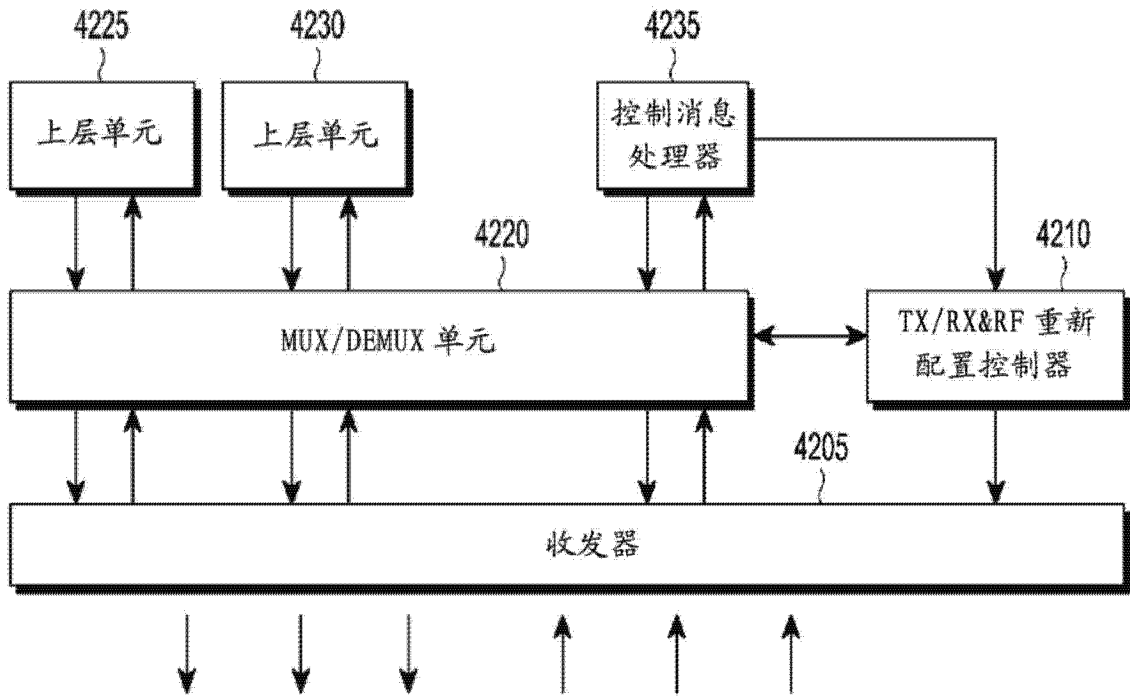 4225
4230
4235
上层单元
上层单元
控制消息
处理器
4220
4210
MUX/DEMUX 单元
TX/RX&RF 重新
配置控制器
4205
收发器